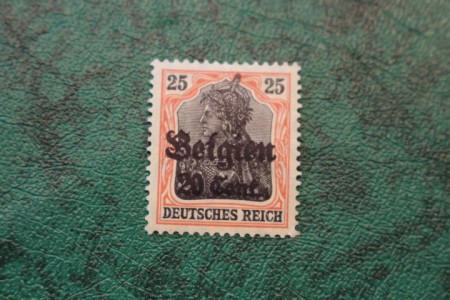 25 25
Belgien
20 Cent.
DEUTSCHES REICH